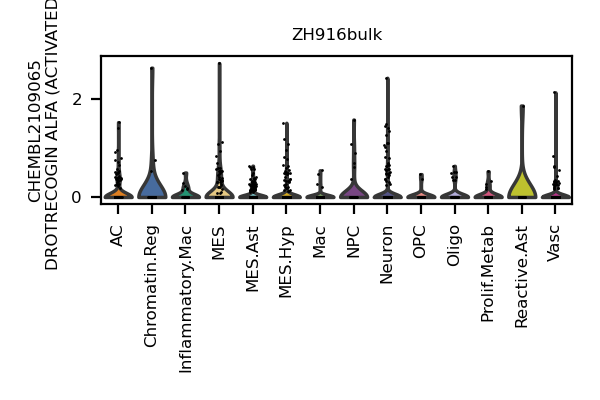 ZH916bulk
CHEMBL2109065
DROTRECOGIN ALFA (ACTIVATED
2
0
AC
Chromatin.Reg
Inflammatory.Mac
MES
MES.Ast
MES.Hyp
Mac
NPC
Neuron
OPC
Oligo
Prolif.Metab
Reactive.Ast
Vasc